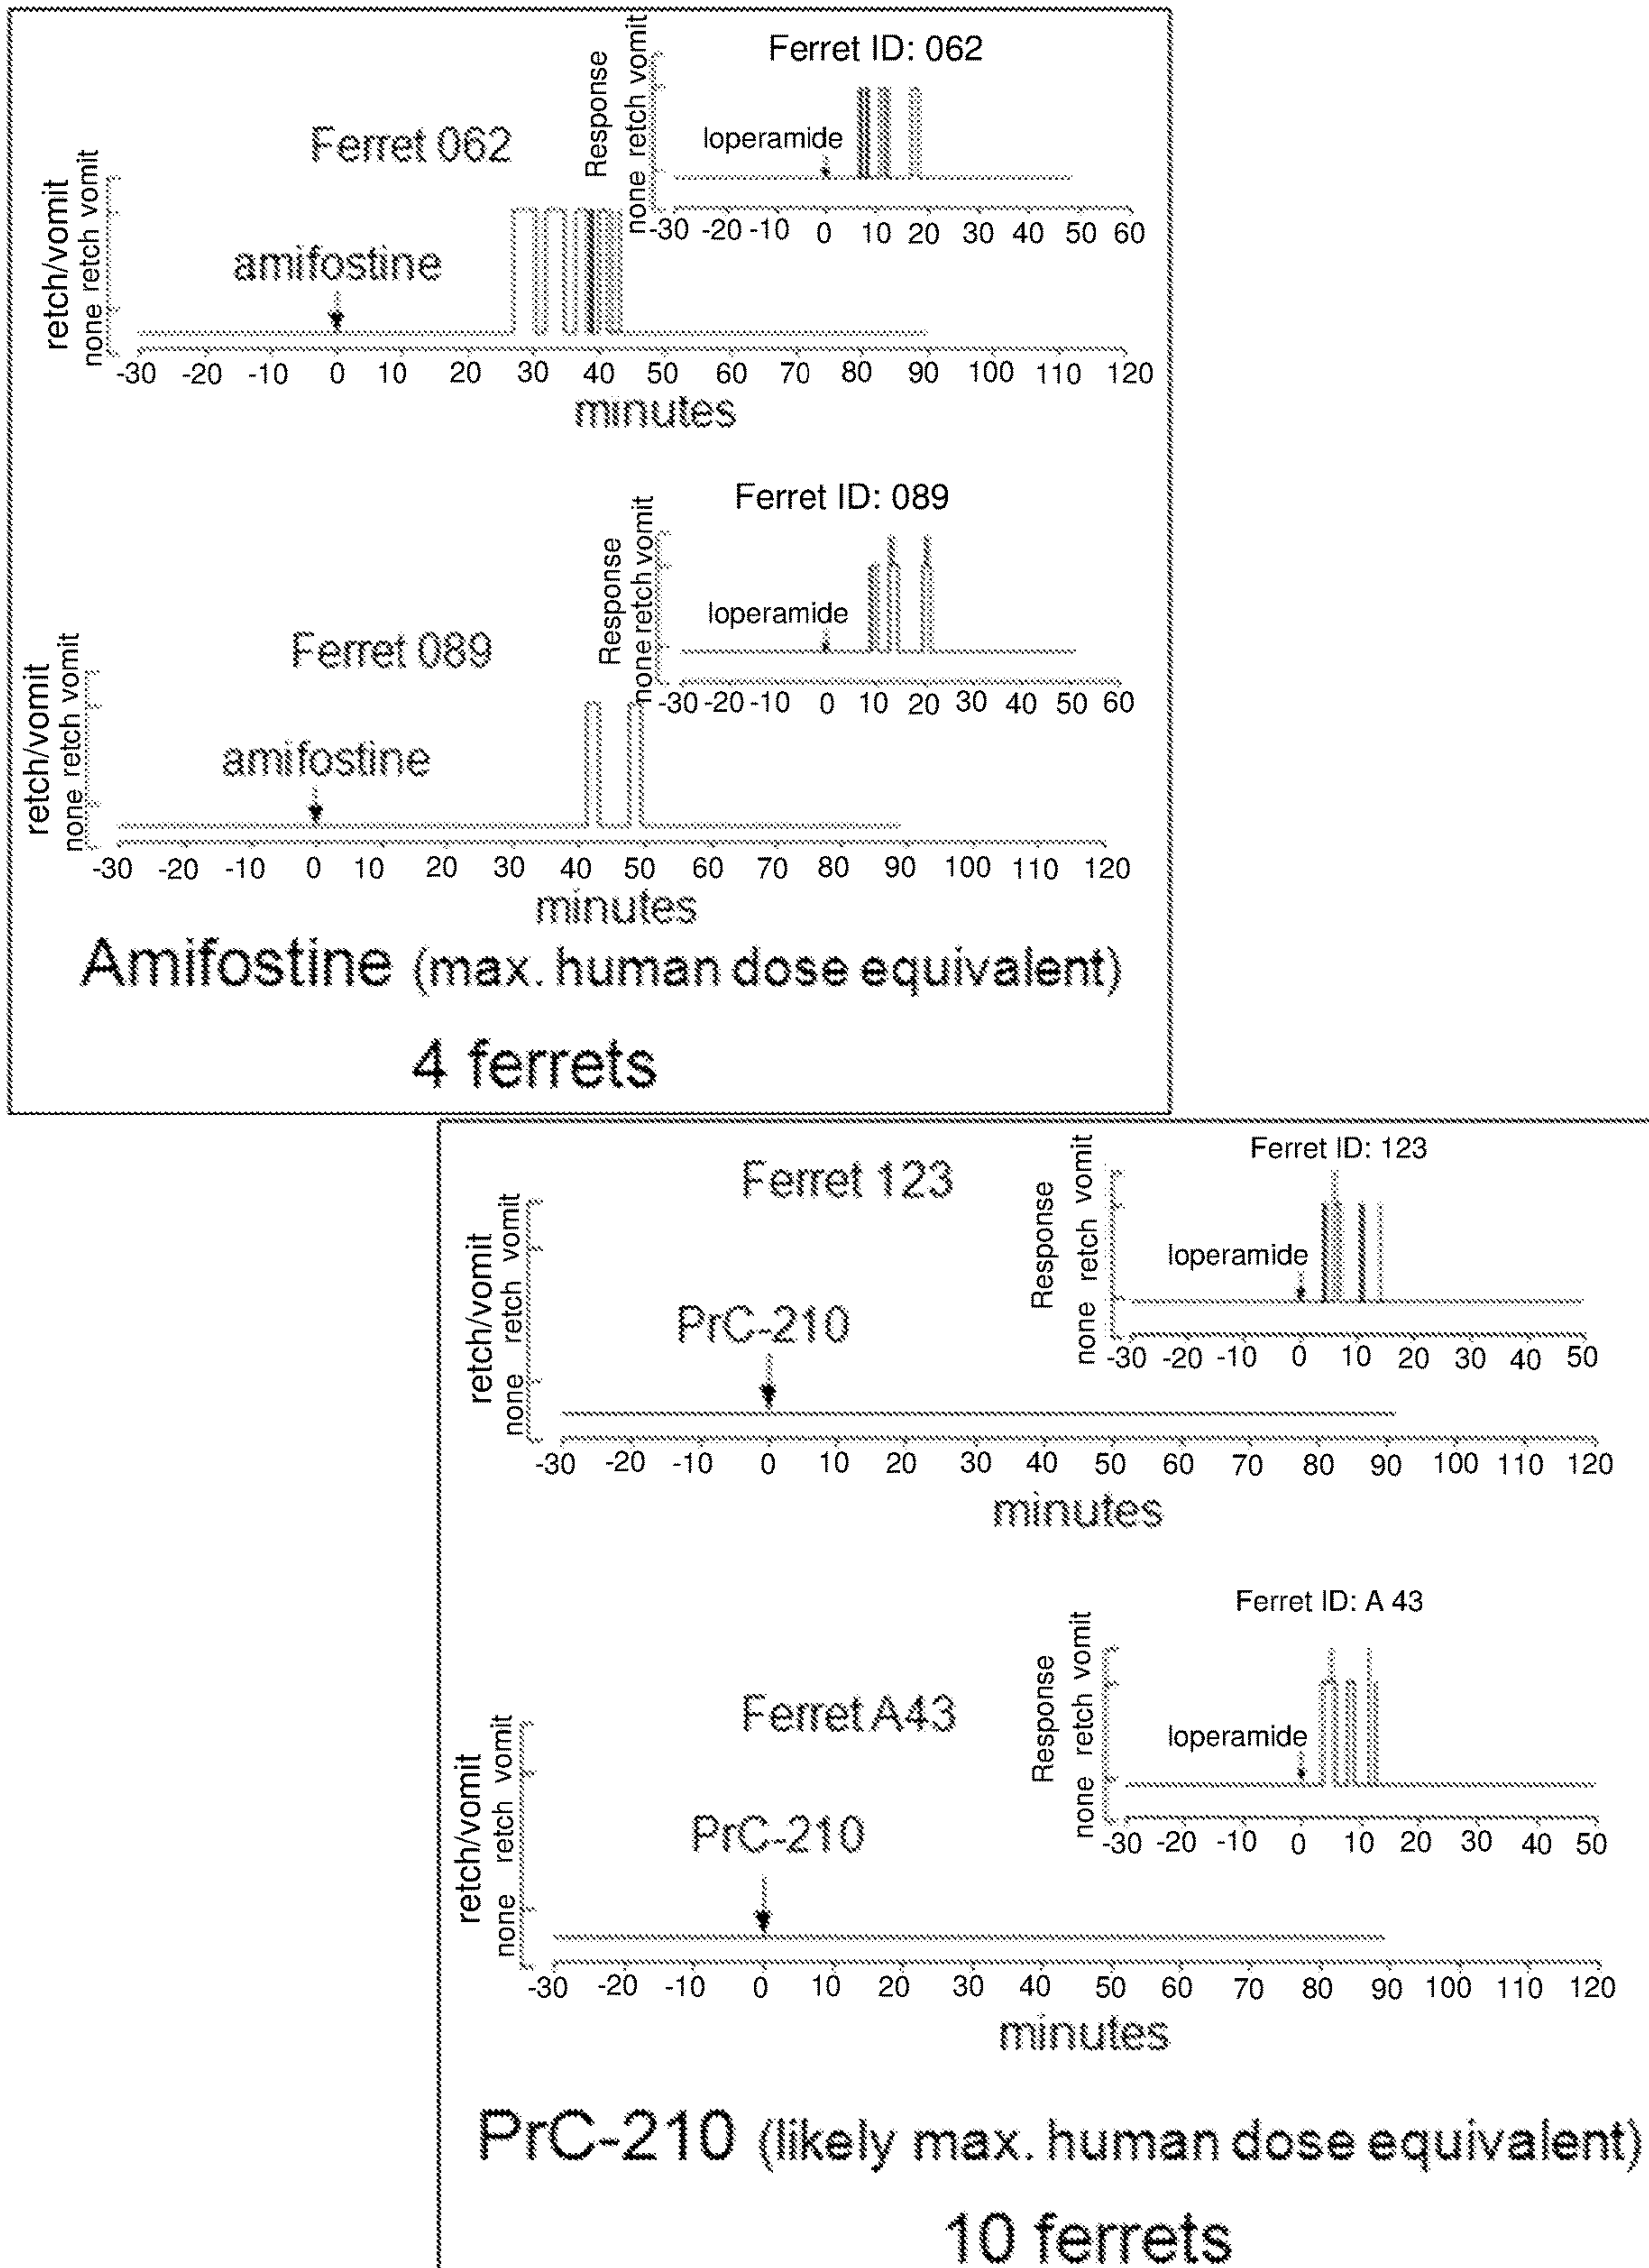 Ferret ID: 062
Response
none retch vomit
loperamide
-30 -20 -10 0 10 20 30 40 50 60
Ferret 062
retch/vomit
none retch vomit
amifostine
-30 -20 -10 0 10 20 30 40 50 60 70 80 90 100 110 120
minutes
Ferret ID: 089
Response
none retch vomit
loperamide
-30 -20 -10 0 10 20 30 40 50 60
Ferret 089
retch/vomit
none retch vomit
amifostine
-30 -20 -10 0 10 20 30 40 50 60 70 80 90 100 110 120
minutes
Amifostine (max. human dose equivalent)
4 ferrets
Ferret ID: 123
Response
none retch vomit
loperamide
-30 -20 -10 0 10 20 30 40 50
Ferret 123
retch/vomit
none retch vomit
PrC-210
-30 -20 -10 0 10 20 30 40 50 60 70 80 90 100 110 120
minutes
Ferret ID: A 43
Response
none retch vomit
loperamide
-30 -20 -10 0 10 20 30 40 50
Ferret A43
retch/vomit
none retch vomit
PrC-210
-30 -20 -10 0 10 20 30 40 50 60 70 80 90 100 110 120
minutes
PrC-210 (likely max. human dose equivalent)
10 ferrets